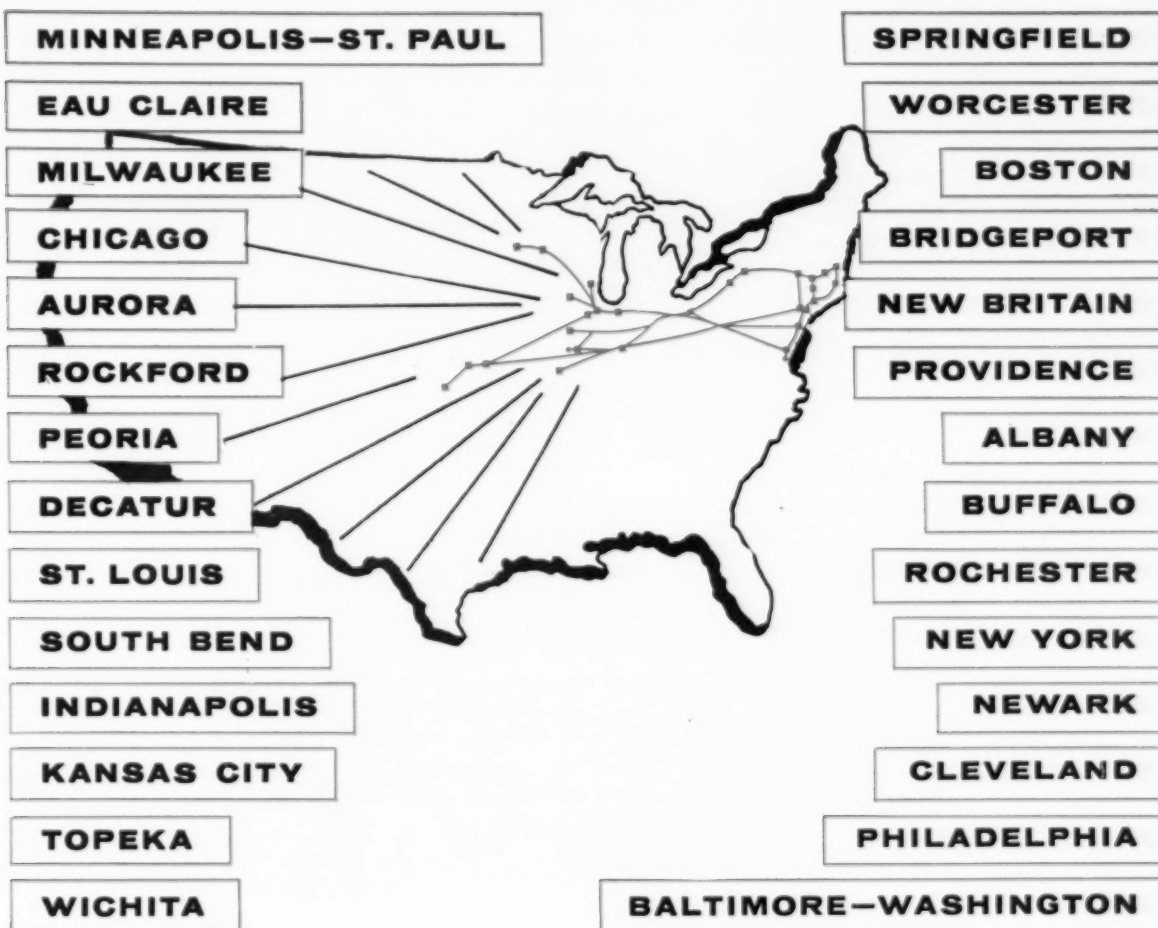 MINNEAPOLIS—ST. PAUL
EAU CLAIRE
MILWAUKEE
CHICAGO
AURORA
ROCKFORD
PEORIA
DECATUR
ST. LOUIS
SOUTH BEND
INDIANAPOLIS
KANSAS CITY
TOPEKA
WICHITA
SPRINGFIELD
WORCESTER
BOSTON
BRIDGEPORT
NEW BRITAIN
PROVIDENCE
ALBANY
BUFFALO
ROCHESTER
NEW YORK
NEWARK
CLEVELAND
PHILADELPHIA
BALTIMORE—WASHINGTON